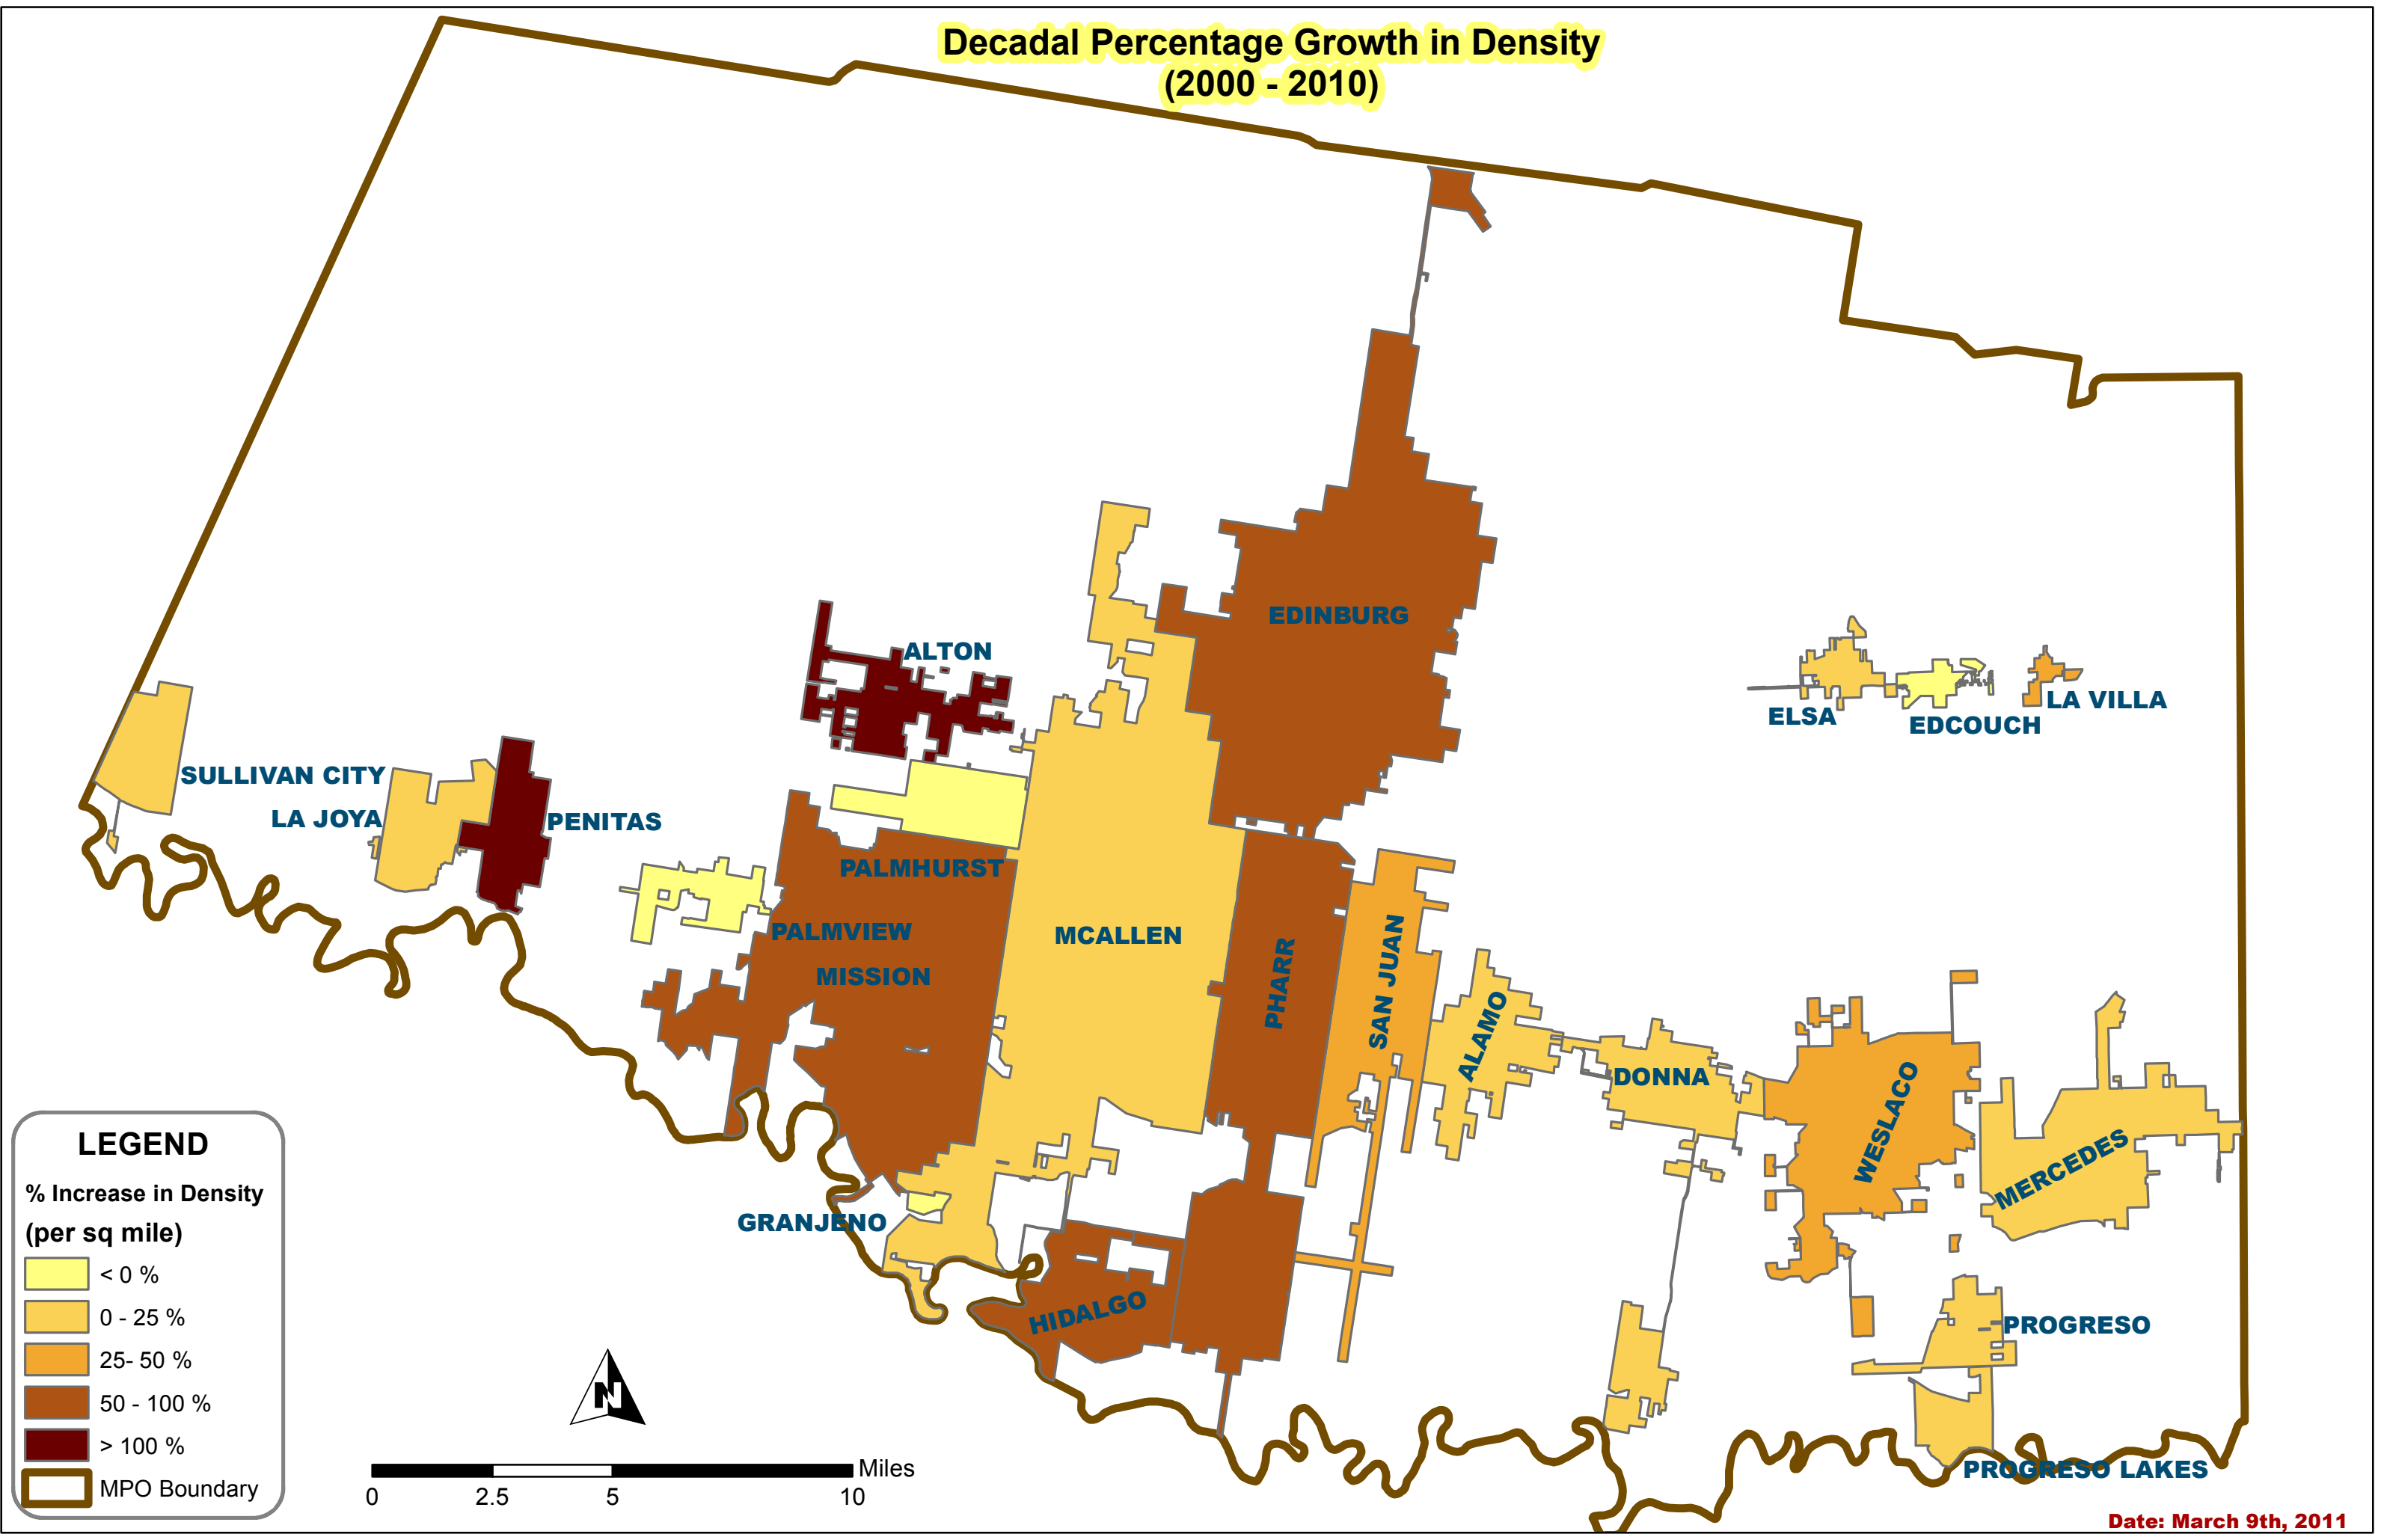 Decadal Percentage Growth in Density
(2000 - 2010)
EDINBURG
ALTON
ELSA
EDCOUCH
LA VILLA
SULLIVAN CITY
LA JOYA
PENITAS
PALMHURST
PALMVIEW
MISSION
MCALLEN
PHARR
SAN JUAN
ALAMO
DONNA
WESLACO
MERCEDES
GRANJENO
HIDALGO
PROGRESO
PROGRESO LAKES
LEGEND
% Increase in Density
(per sq mile)
< 0 %
0 - 25 %
25- 50 %
50 - 100 %
> 100 %
MPO Boundary
N
Miles
0 2.5 5 10
Date: March 9th, 2011